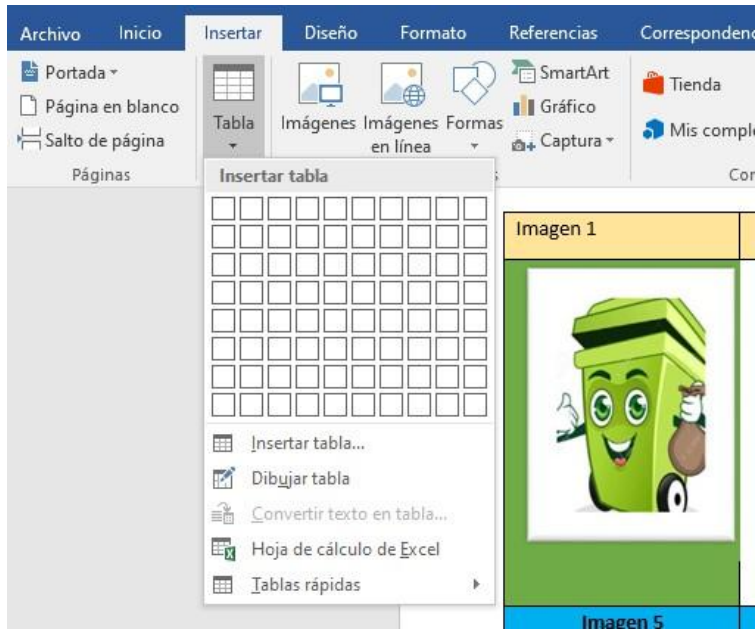 Archivo Inicio Insertar Diseño Formato Referencias
Portada
Página en blanco
Salto de página
Páginas
Tabla
Imágenes
Imágenes en línea
Formas
SmartArt
Gráfico
Captura
Tienda
Mis
Insertar tabla
Insertar tabla...
Dibujar tabla
Convertir texto en tabla...
Hoja de cálculo de Excel
Tablas rápidas
Imagen 1
Imagen 5